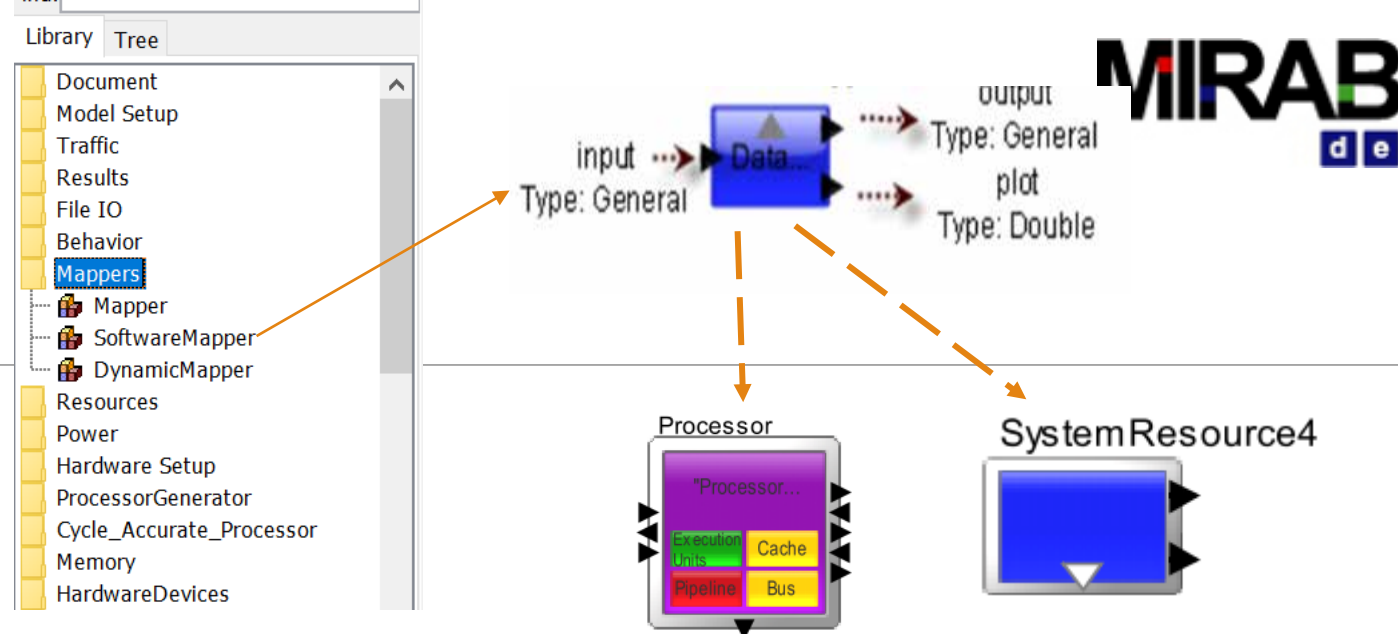 Library Tree
Document
Model Setup
Traffic
Results
File IO
Behavior
Mappers
Mapper
SoftwareMapper
DynamicMapper
Resources
Power
Hardware Setup
ProcessorGenerator
Cycle_Accurate_Processor
Memory
HardwareDevices
MIRAB
d e
output
Type: General
input
Type: General
Data...
plot
Type: Double
Processor
"Processor...
Execution
Units
Cache
Pipeline
Bus
SystemResource4